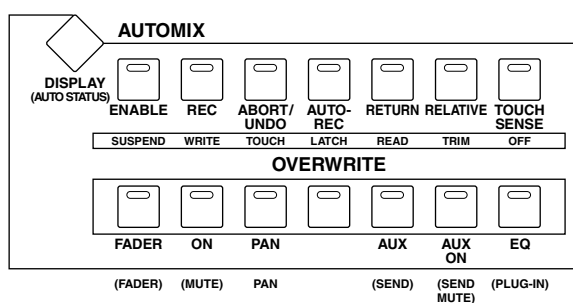 AUTOMIX
DISPLAY
(AUTO STATUS)
ENABLE REC ABORT/ UNDO AUTO- REC RETURN RELATIVE TOUCH SENSE
SUSPEND WRITE TOUCH LATCH READ TRIM OFF
OVERWRITE
FADER ON PAN AUX AUX ON EQ
(FADER) (MUTE) PAN (SEND) (SEND MUTE) (PLUG-IN)